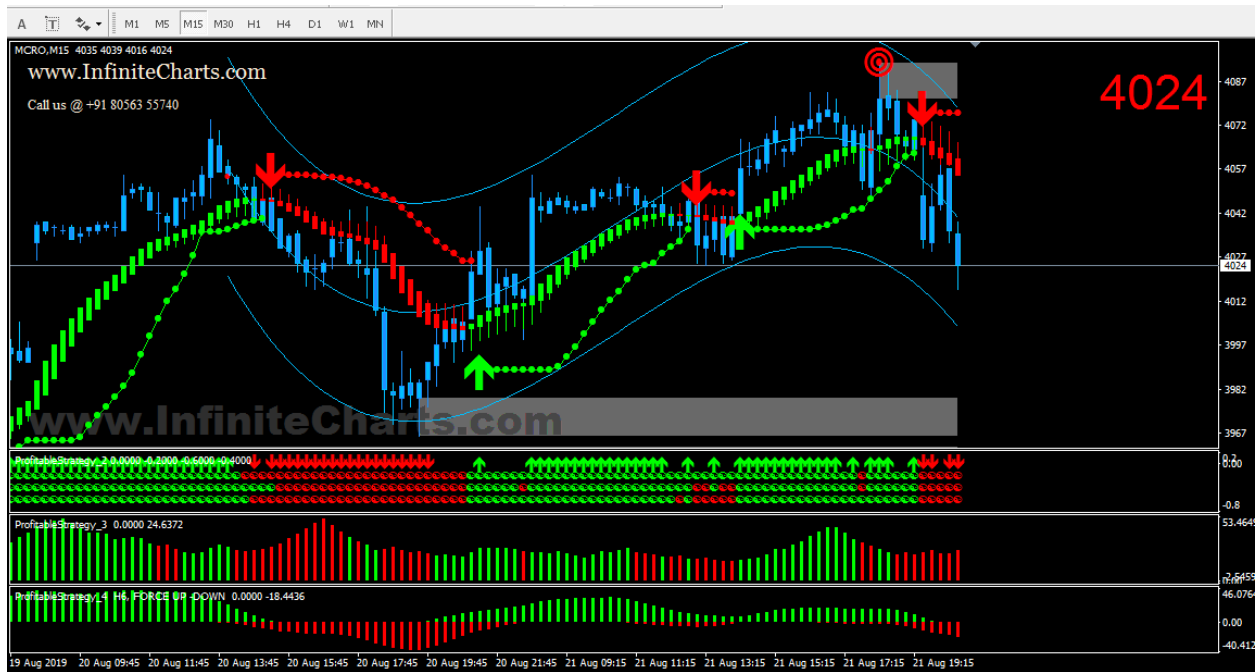 A T M1 M5 M15 M30 H1 H4 D1 W1 MN
MCRO,M15 4035 4039 4016 4024
www.InfiniteCharts.com
Call us @ +91 80563 55740
4024
4087
4072
4057
4042
4027
4024
4012
3997
3982
3967
www.InfiniteCharts.com
ProfitableStrategy_2 0.0000 -0.2000 -0.6000 -0.4000
0.2
0.00
-0.8
ProfitableStrategy_3 0.0000 24.6372
53.4649
0.00
ProfitableStrategy_4 H6, FORCE UP -DOWN 0.0000 -18.4436
46.0764
0.00
-40.412
19 Aug 2019 20 Aug 09:45 20 Aug 11:45 20 Aug 13:45 20 Aug 15:45 20 Aug 17:45 20 Aug 19:45 20 Aug 21:45 21 Aug 09:15 21 Aug 11:15 21 Aug 13:15 21 Aug 15:15 21 Aug 17:15 21 Aug 19:15